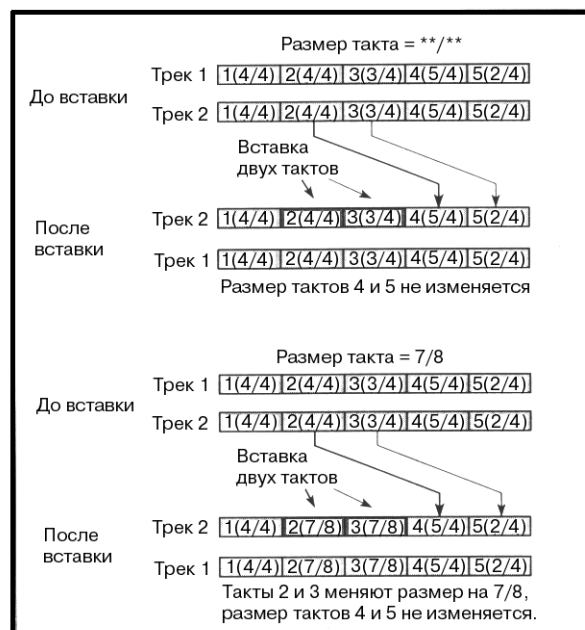 Размер такта = **/**
До вставки
Трек 1 1(4/4) 2(4/4) 3(3/4) 4(5/4) 5(2/4)
Трек 2 1(4/4) 2(4/4) 3(3/4) 4(5/4) 5(2/4)
Вставка
двух тактов
После
вставки
Трек 2 1(4/4) 2(4/4) 3(3/4) 4(5/4) 5(2/4)
Трек 1 1(4/4) 2(4/4) 3(3/4) 4(5/4) 5(2/4)
Размер тактов 4 и 5 не изменяется
Размер такта = 7/8
До вставки
Трек 1 1(4/4) 2(4/4) 3(3/4) 4(5/4) 5(2/4)
Трек 2 1(4/4) 2(4/4) 3(3/4) 4(5/4) 5(2/4)
Вставка
двух тактов
После
вставки
Трек 2 1(4/4) 2(7/8) 3(7/8) 4(5/4) 5(2/4)
Трек 1 1(4/4) 2(7/8) 3(7/8) 4(5/4) 5(2/4)
Такты 2 и 3 меняют размер на 7/8,
размер тактов 4 и 5 не изменяется.